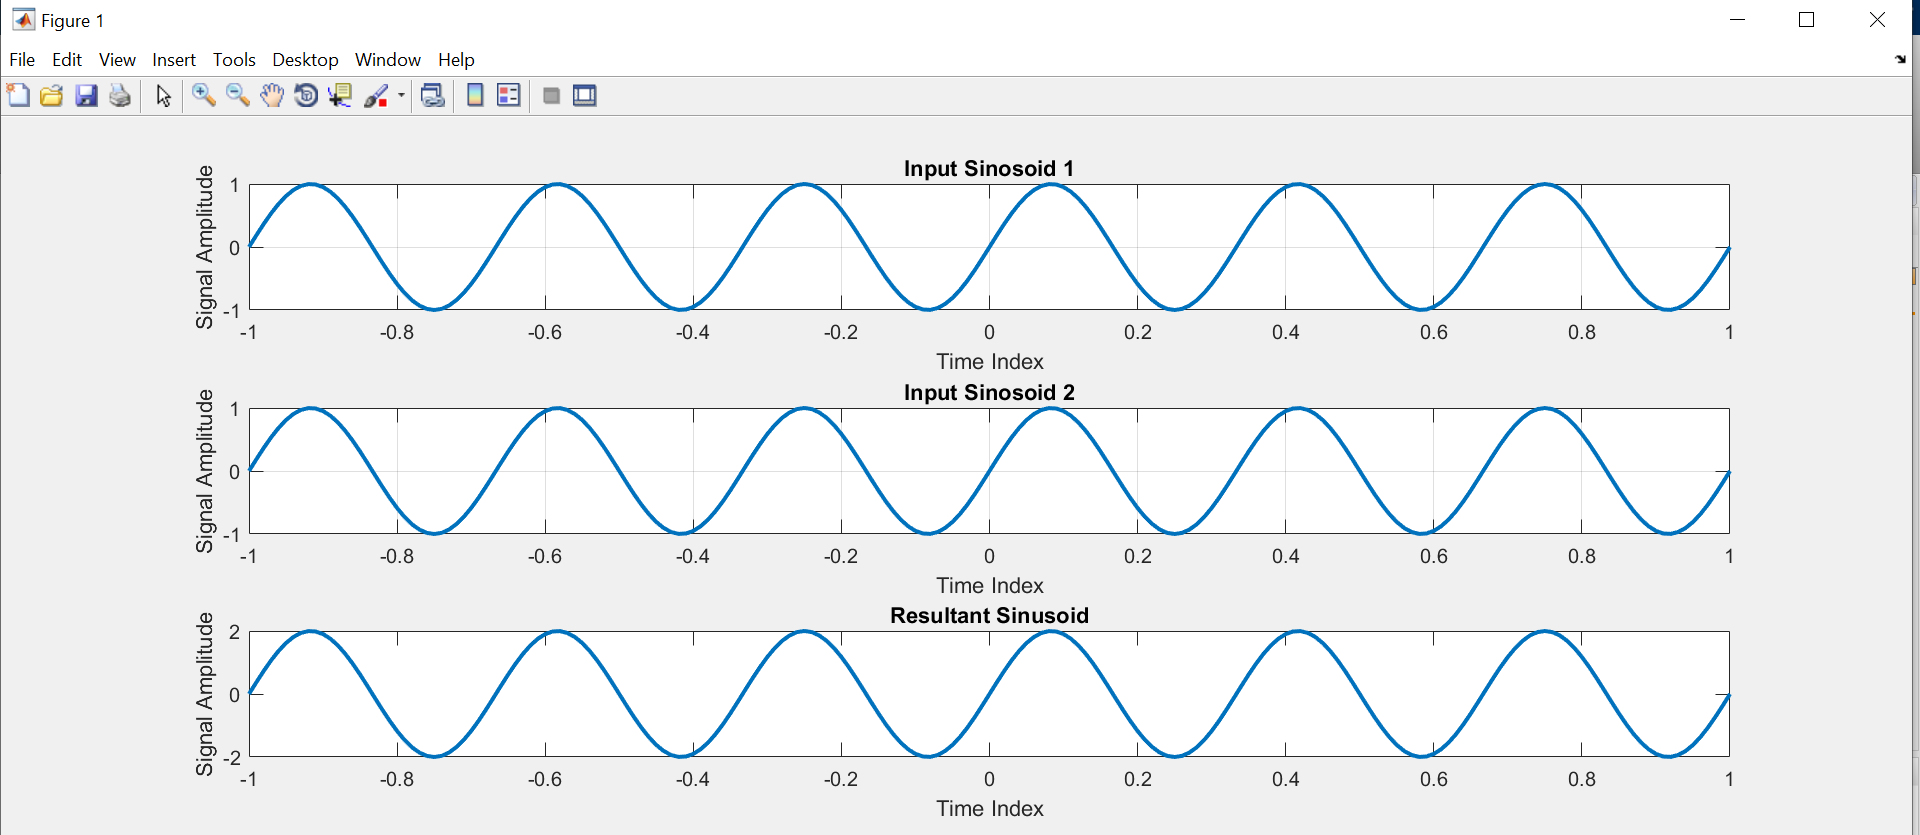 Figure 1
File Edit View Insert Tools Desktop Window Help
Input Sinosoid 1
Signal Amplitude
1
0
-1
-1 -0.8 -0.6 -0.4 -0.2 0 0.2 0.4 0.6 0.8 1
Time Index
Input Sinosoid 2
Signal Amplitude
1
0
-1
-1 -0.8 -0.6 -0.4 -0.2 0 0.2 0.4 0.6 0.8 1
Time Index
Resultant Sinusoid
Signal Amplitude
2
0
-2
-1 -0.8 -0.6 -0.4 -0.2 0 0.2 0.4 0.6 0.8 1
Time Index